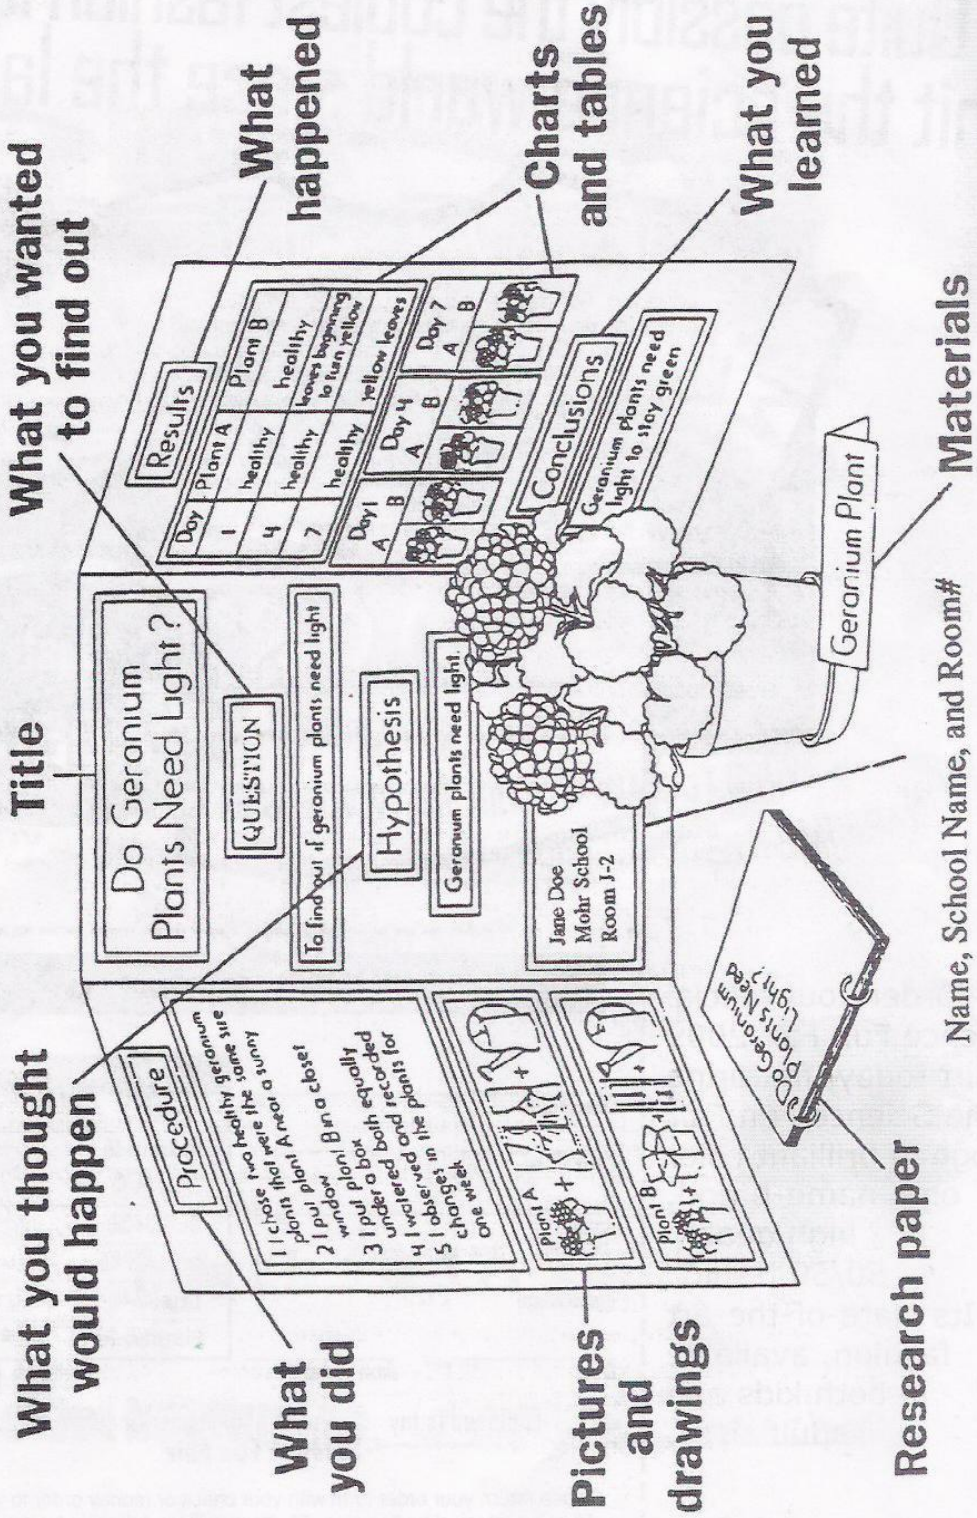 Title
What you thought
would happen
What you wanted
to find out
What
you did
Procedure
1 I chose two healthy geranium
plants that were the same size
2 I put plant A near a sunny
window
I put plant B in a closet
3 under a box
4 I watered both equally
5 I observed and recorded
changes in the plants for
one week
Pictures
and
drawings
plant A
plant B
Do Geranium
Plants Need Light?
QUESTION
To find out if geranium plants need light
Hypothesis
Geranium plants need light.
Jane Doe
Mohr School
Room J-2
Results
Day Plant A Plant B
1 healthy healthy
4 healthy leaves beginning
to turn yellow
7 healthy yellow leaves
Day 1
A B
Day 4
A B
Day 7
A B
Conclusions
Geranium plants need
light to stay green
What
happened
Charts
and tables
What you
learned
Geranium Plant
Materials
Do Geranium
Plants Need
Light?
Research paper
Name, School Name, and Room#